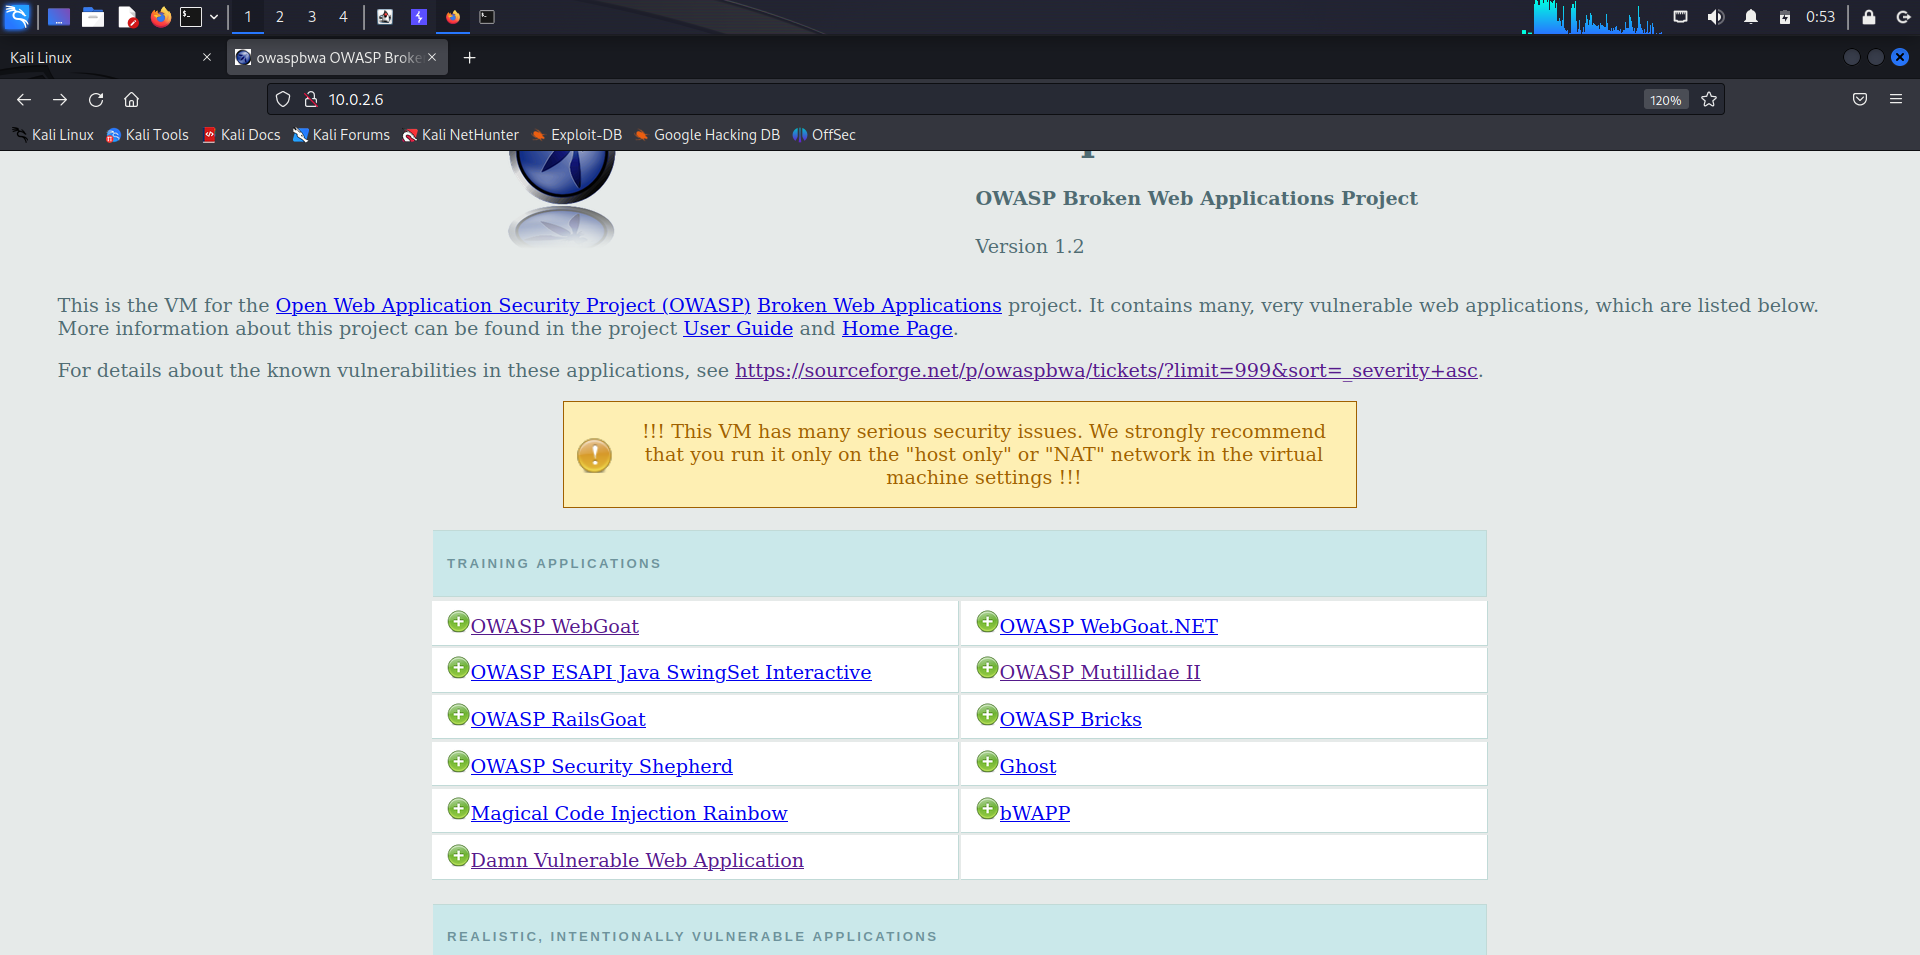 1 2 3 4 0:53
Kali Linux owaspbwa OWASP Broke
10.0.2.6 120%
Kali Linux Kali Tools Kali Docs Kali Forums Kali NetHunter Exploit-DB Google Hacking DB OffSec
OWASP Broken Web Applications Project
Version 1.2
This is the VM for the Open Web Application Security Project (OWASP) Broken Web Applications project. It contains many, very vulnerable web applications, which are listed below.
More information about this project can be found in the project User Guide and Home Page.
For details about the known vulnerabilities in these applications, see https://sourceforge.net/p/owaspbwa/tickets/?limit=999&sort=_severity+asc.
!!! This VM has many serious security issues. We strongly recommend
that you run it only on the "host only" or "NAT" network in the virtual
machine settings !!!
TRAINING APPLICATIONS
OWASP WebGoat OWASP WebGoat.NET
OWASP ESAPI Java SwingSet Interactive OWASP Mutillidae II
OWASP RailsGoat OWASP Bricks
OWASP Security Shepherd Ghost
Magical Code Injection Rainbow bWAPP
Damn Vulnerable Web Application
REALISTIC, INTENTIONALLY VULNERABLE APPLICATIONS